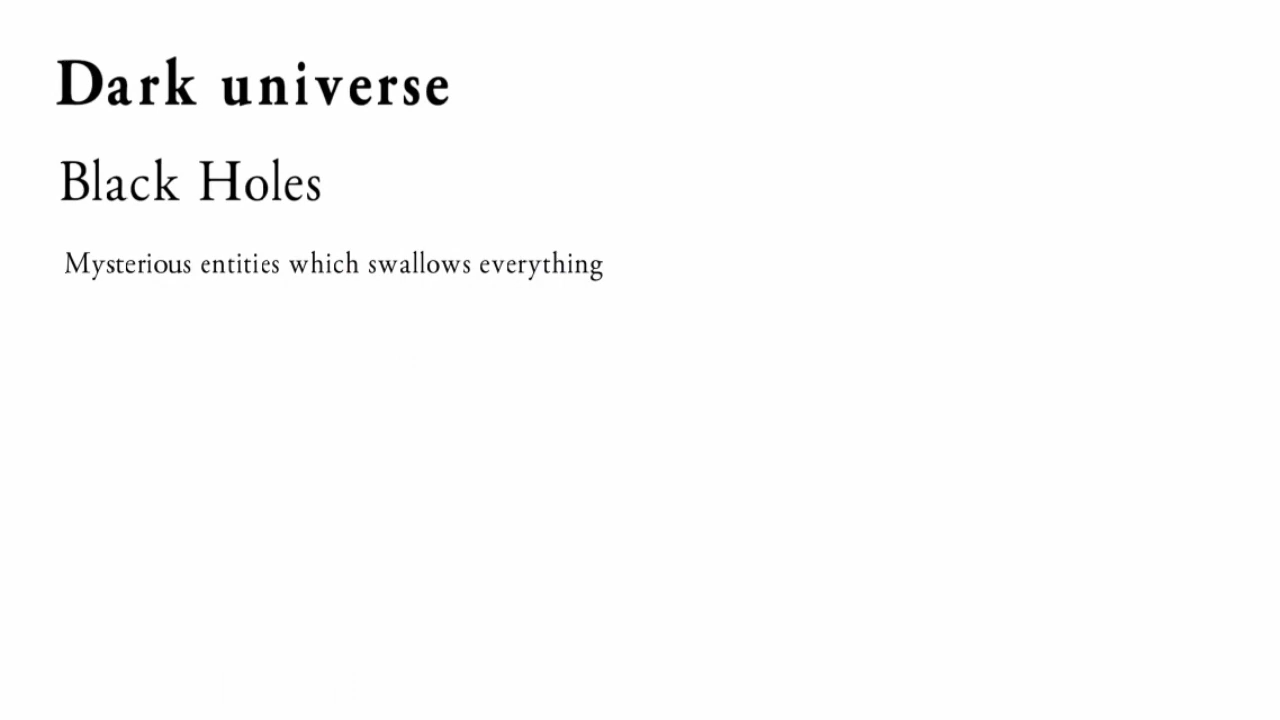 Dark universe
Black Holes
Mysterious entities which swallows everything